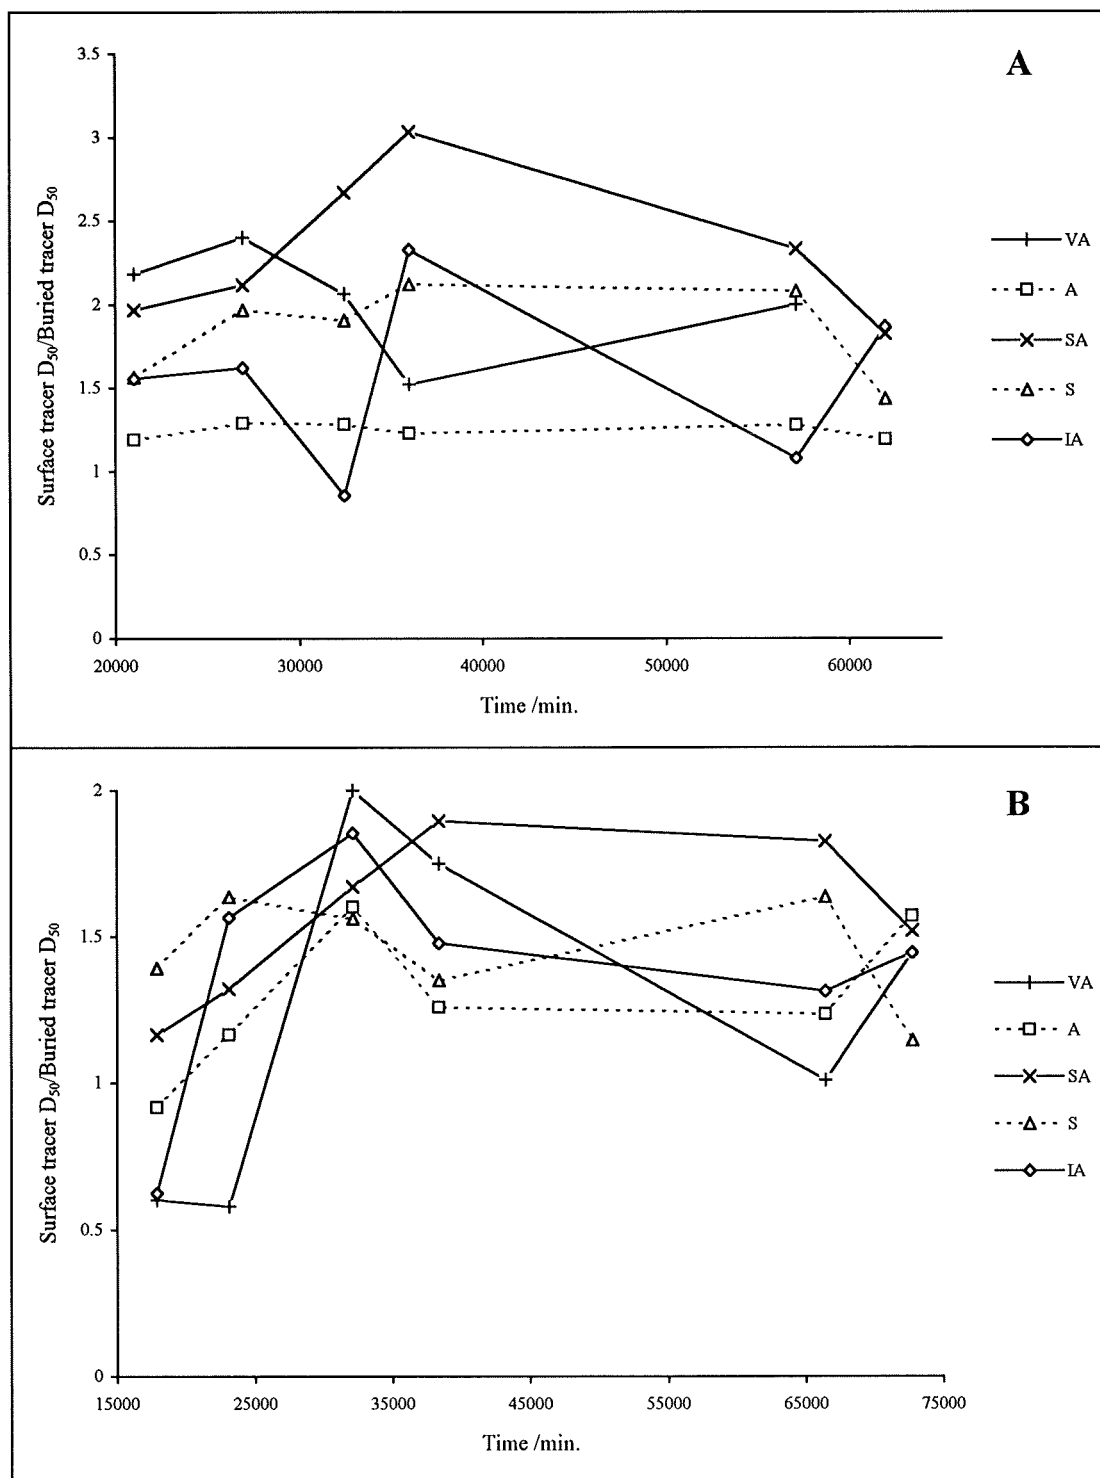 A
3.5
3
2.5
2
1.5
1
0.5
0
Surface tracer D50/Buried tracer D50
20000 30000 40000 50000 60000
Time /min.
VA
A
SA
S
IA
B
2
1.5
1
0.5
0
Surface tracer D50/Buried tracer D50
15000 25000 35000 45000 55000 65000 75000
Time /min.
VA
A
SA
S
IA